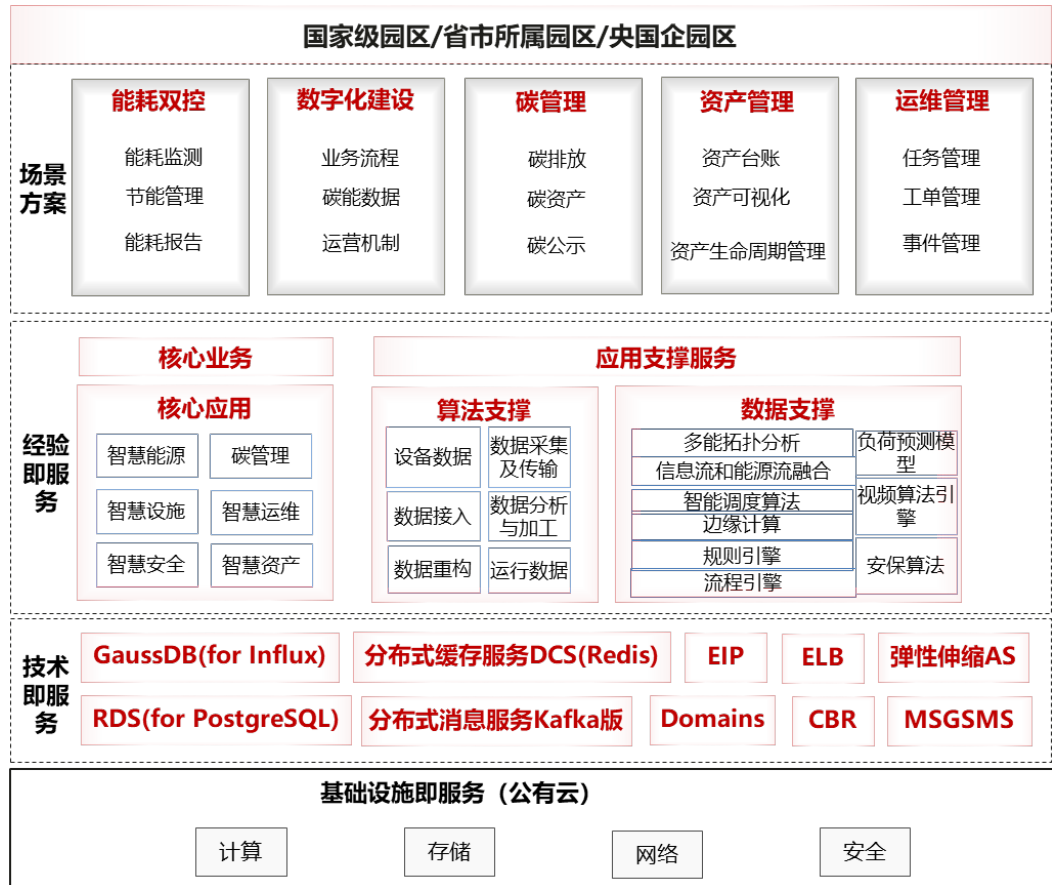 国家级园区/省市所属园区/央国企园区
场景
方案
能耗双控
能耗监测
节能管理
能耗报告
数字化建设
业务流程
碳能数据
运营机制
碳管理
碳排放
碳资产
碳公示
资产管理
资产台账
资产可视化
资产生命周期管理
运维管理
任务管理
工单管理
事件管理
经验
即服
务
核心业务
核心应用
智慧能源
碳管理
智慧设施
智慧运维
智慧安全
智慧资产
应用支撑服务
算法支撑
设备数据
数据采集
及传输
数据接入
数据分析
与加工
数据重构
运行数据
数据支撑
多能拓扑分析
信息流和能源流融合
智能调度算法
边缘计算
规则引擎
流程引擎
负荷预测模
型
视频算法引
擎
安保算法
技术
即服
务
GaussDB(for Influx)
分布式缓存服务DCS(Redis)
EIP
ELB
弹性伸缩AS
RDS(for PostgreSQL)
分布式消息服务Kafka版
Domains
CBR
MSGSMS
基础设施即服务（公有云）
计算
存储
网络
安全